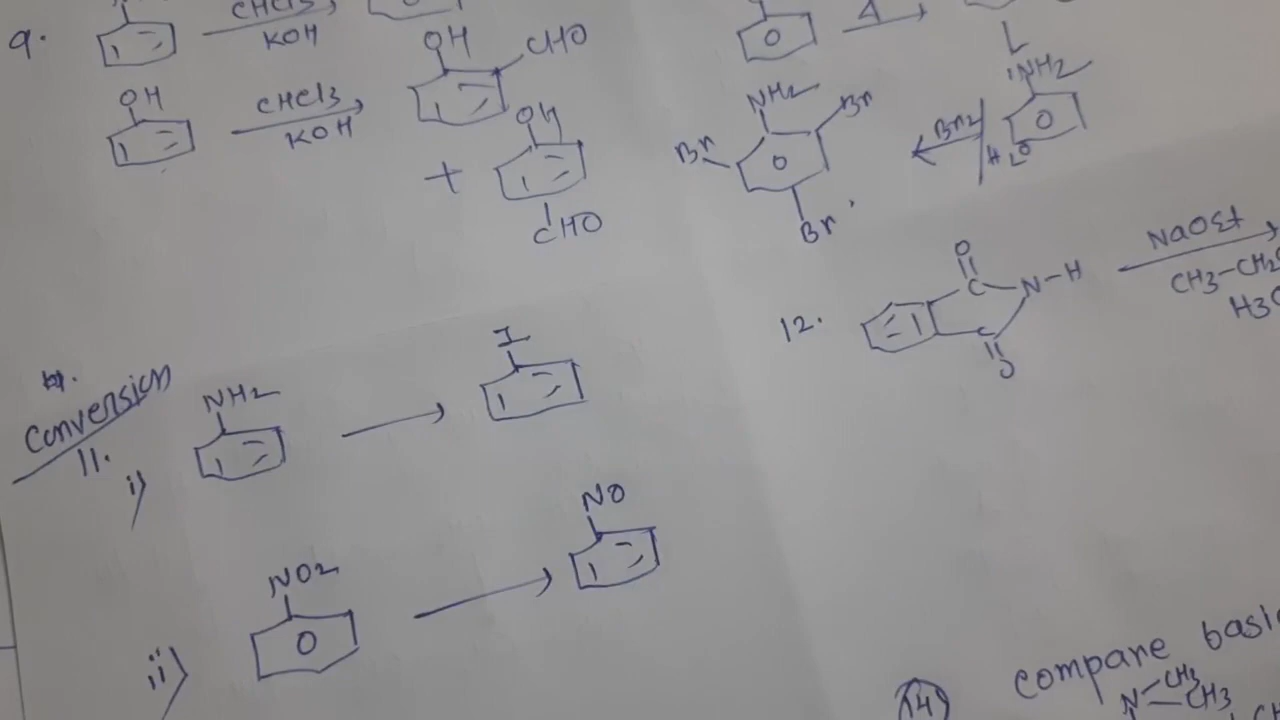 9.
CHCl3
KOH
OH
CHO
OH
CHCl3
KOH
OH
+
CHO
Δ
NH2
NH2
Br
Br
Br2
H2O
Br
12.
O
C
N-H
C
O
NaOEt
CH3-CH2
H3
Conversion
11.
i)
NH2
I
ii)
NO2
NO
14
Compare basi
N
CH3
CH3